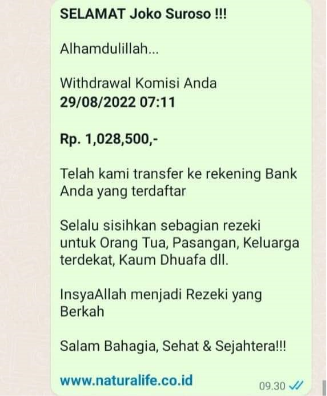 SELAMAT Joko Suroso !!!
Alhamdulillah...
Withdrawal Komisi Anda
29/08/2022 07:11
Rp. 1,028,500,-
Telah kami transfer ke rekening Bank
Anda yang terdaftar
Selalu sisihkan sebagian rezeki
untuk Orang Tua, Pasangan, Keluarga
terdekat, Kaum Dhuafa dll.
InsyaAllah menjadi Rezeki yang
Berkah
Salam Bahagia, Sehat & Sejahtera!!!
www.naturalife.co.id
09.30